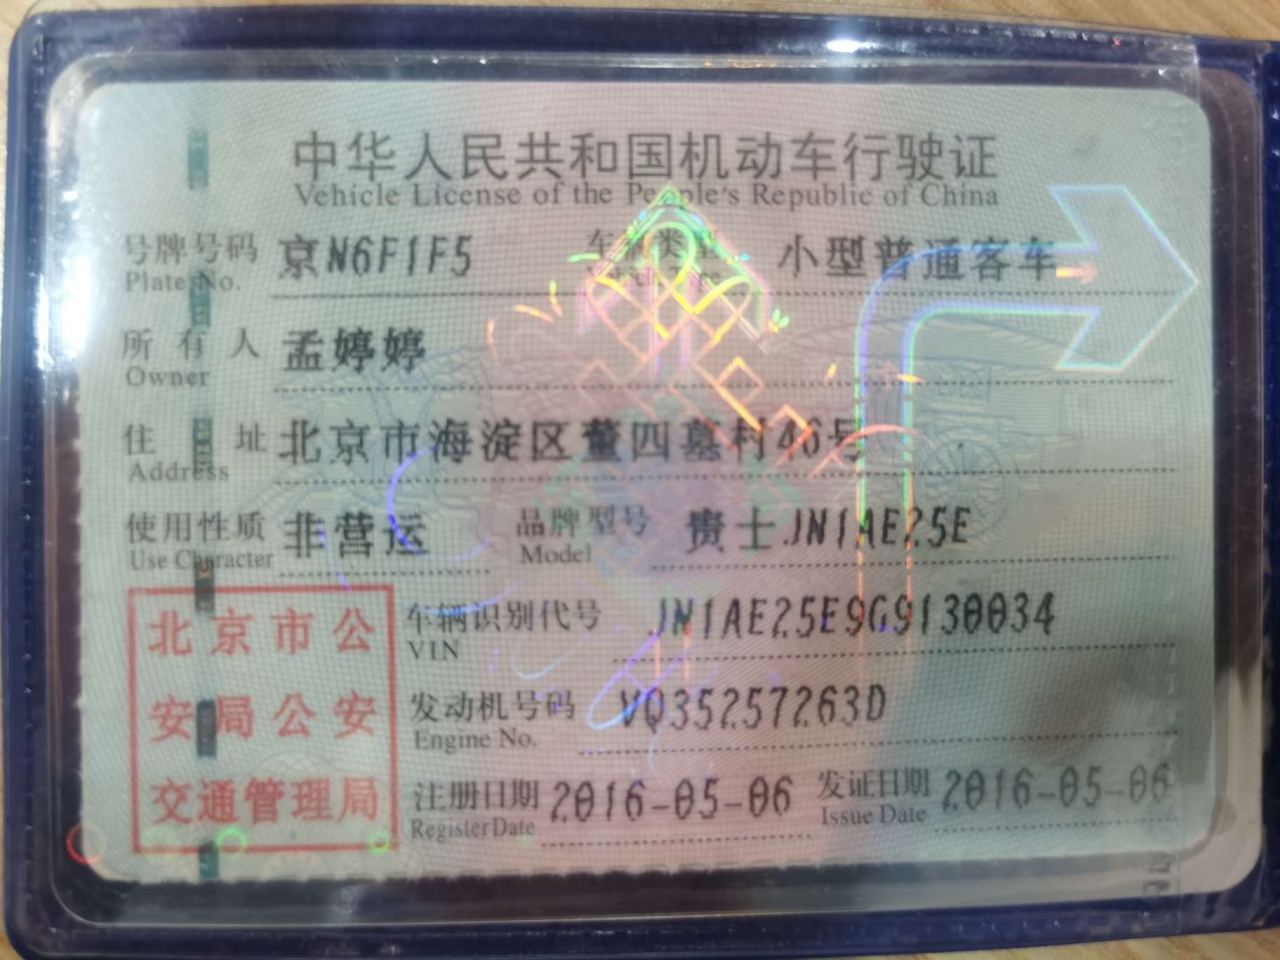 中华人民共和国机动车行驶证
Vehicle License of the People's Republic of China
号牌号码 京N6F1F5 车辆类型 小型普通客车
Plate No. Vehicle Type
所有人 孟婷婷
Owner
住址 北京市海淀区董四墓村46号
Address
使用性质 非营运 品牌型号 贵士JN1AE25E
Use Character Model
车辆识别代号 JN1AE25E9G9130034
VIN
发动机号码 VQ35257263D
Engine No.
注册日期 2016-05-06 发证日期 2016-05-06
Register Date Issue Date
北京市公
安局公安
交通管理局